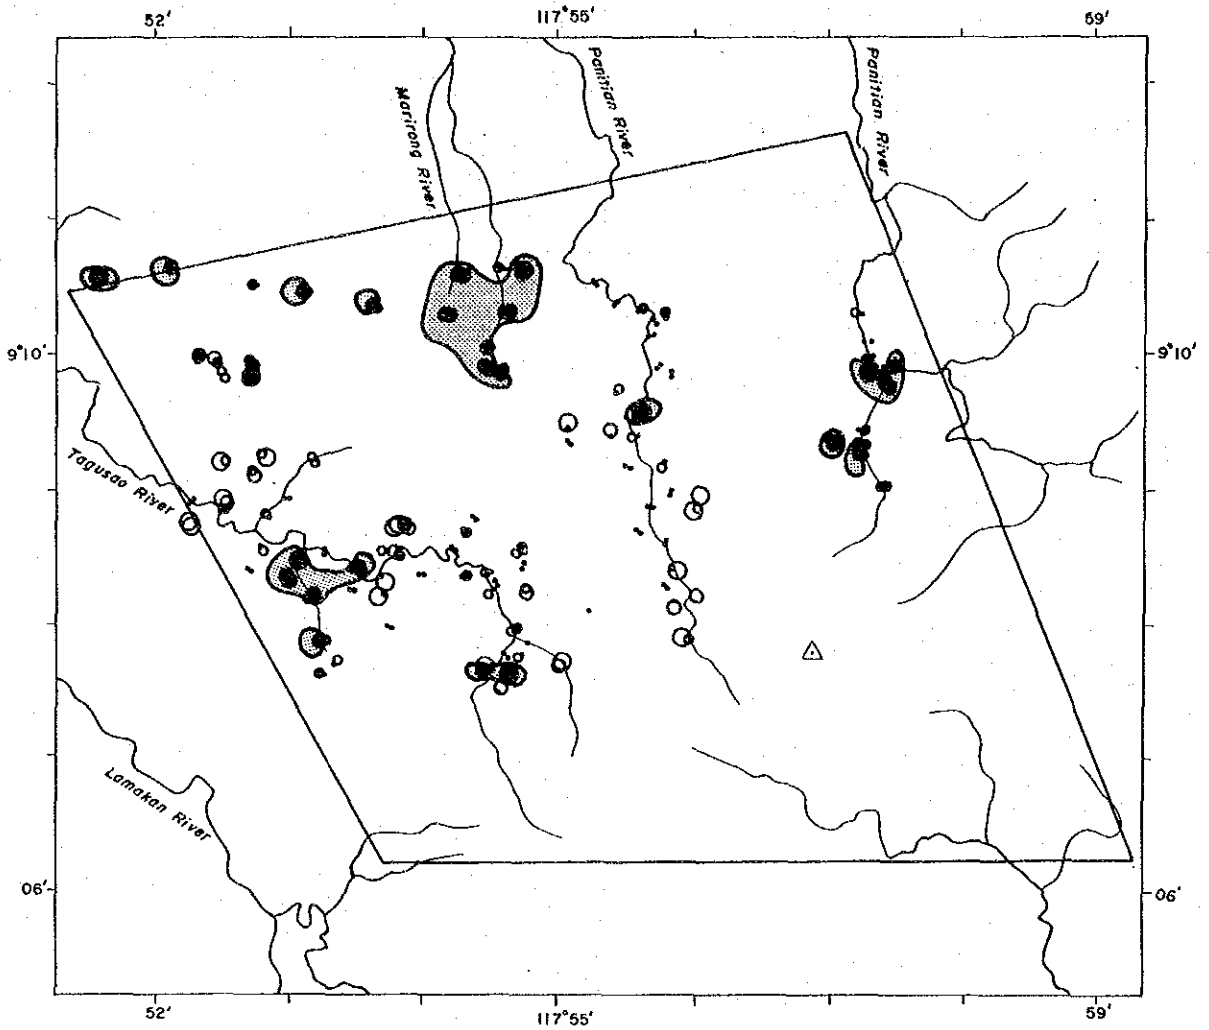 52'
117°55'
59'
Marirong River
Panitian River
Panitian River
9°10'
9°10'
Tagusao River
Lamakan River
06'
06'
52'
117°55'
59'